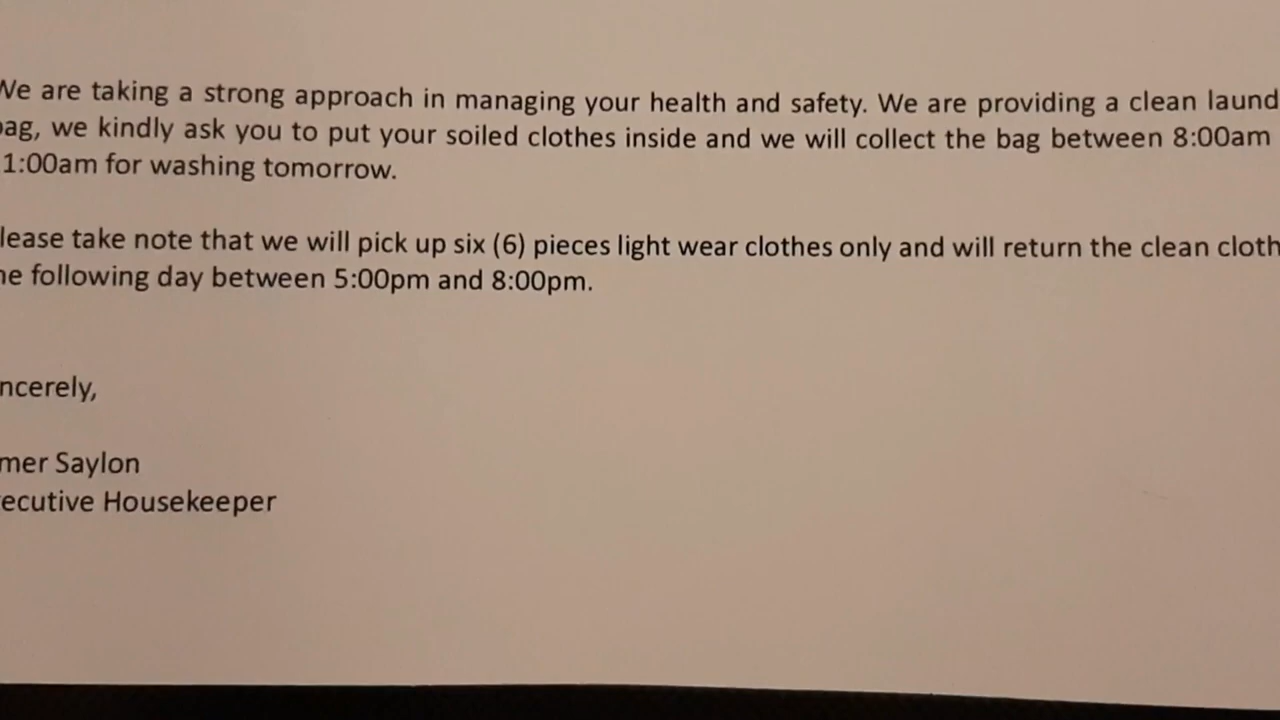 We are taking a strong approach in managing your health and safety. We are providing a clean laund
bag, we kindly ask you to put your soiled clothes inside and we will collect the bag between 8:00am
1:00am for washing tomorrow.
lease take note that we will pick up six (6) pieces light wear clothes only and will return the clean cloth
he following day between 5:00pm and 8:00pm.
ncerely,
mer Saylon
ecutive Housekeeper